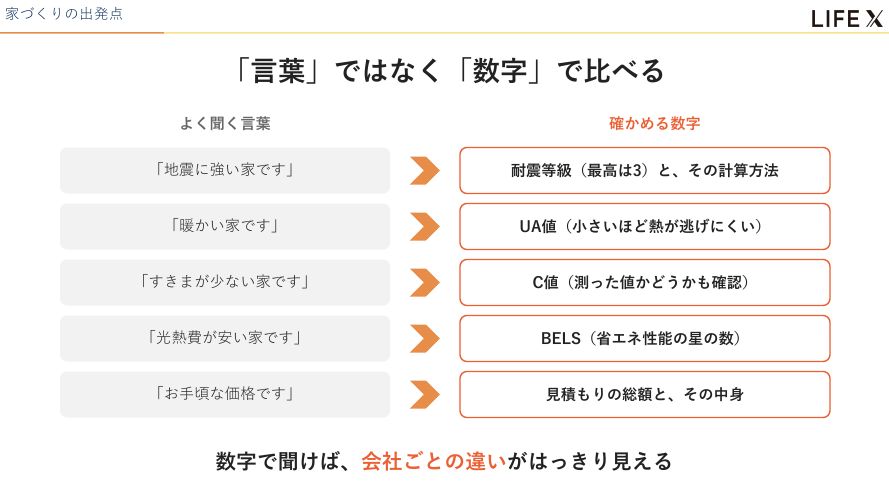 家づくりの出発点
LIFE X
「言葉」ではなく「数字」で比べる
よく聞く言葉
確かめる数字
「地震に強い家です」
耐震等級（最高は3）と、その計算方法
「暖かい家です」
UA値（小さいほど熱が逃げにくい）
「すきまが少ない家です」
C値（測った値かどうかも確認）
「光熱費が安い家です」
BELS（省エネ性能の星の数）
「お手頃な価格です」
見積もりの総額と、その中身
数字で聞けば、会社ごとの違いがはっきり見える